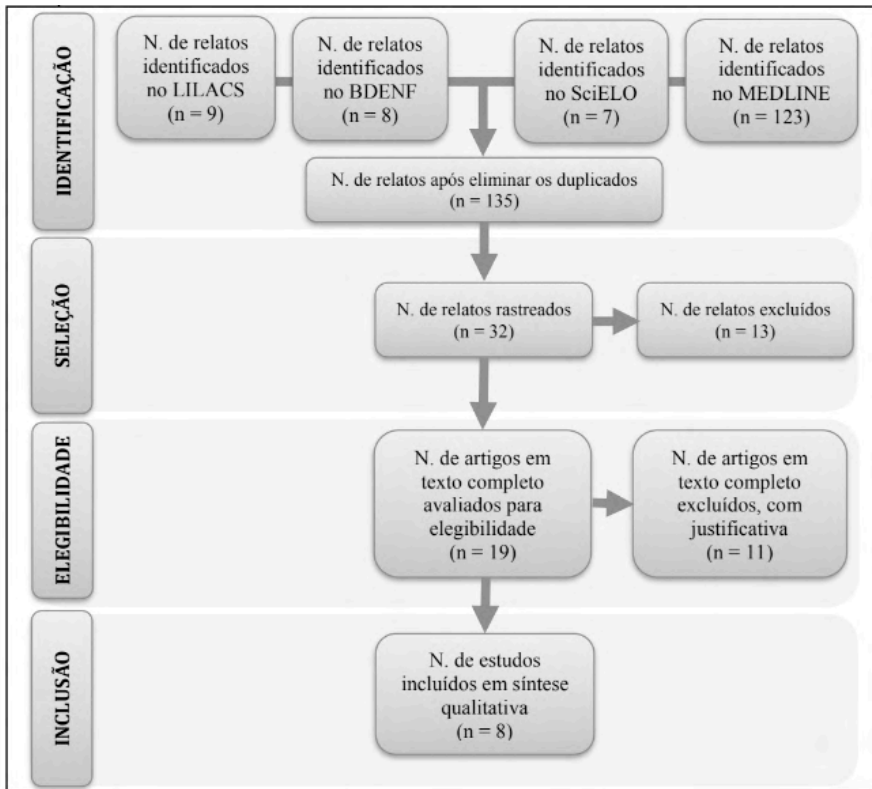 IDENTIFICAÇÃO
N. de relatos
identificados
no LILACS
(n = 9)
N. de relatos
identificados
no BDENF
(n = 8)
N. de relatos
identificados
no SciELO
(n = 7)
N. de relatos
identificados
no MEDLINE
(n = 123)
N. de relatos após eliminar os duplicados
(n = 135)
SELEÇÃO
N. de relatos rastreados
(n = 32)
N. de relatos excluídos
(n = 13)
ELEGIBILIDADE
N. de artigos em
texto completo
avaliados para
elegibilidade
(n = 19)
N. de artigos em
texto completo
excluídos, com
justificativa
(n = 11)
INCLUSÃO
N. de estudos
incluídos em síntese
qualitativa
(n = 8)